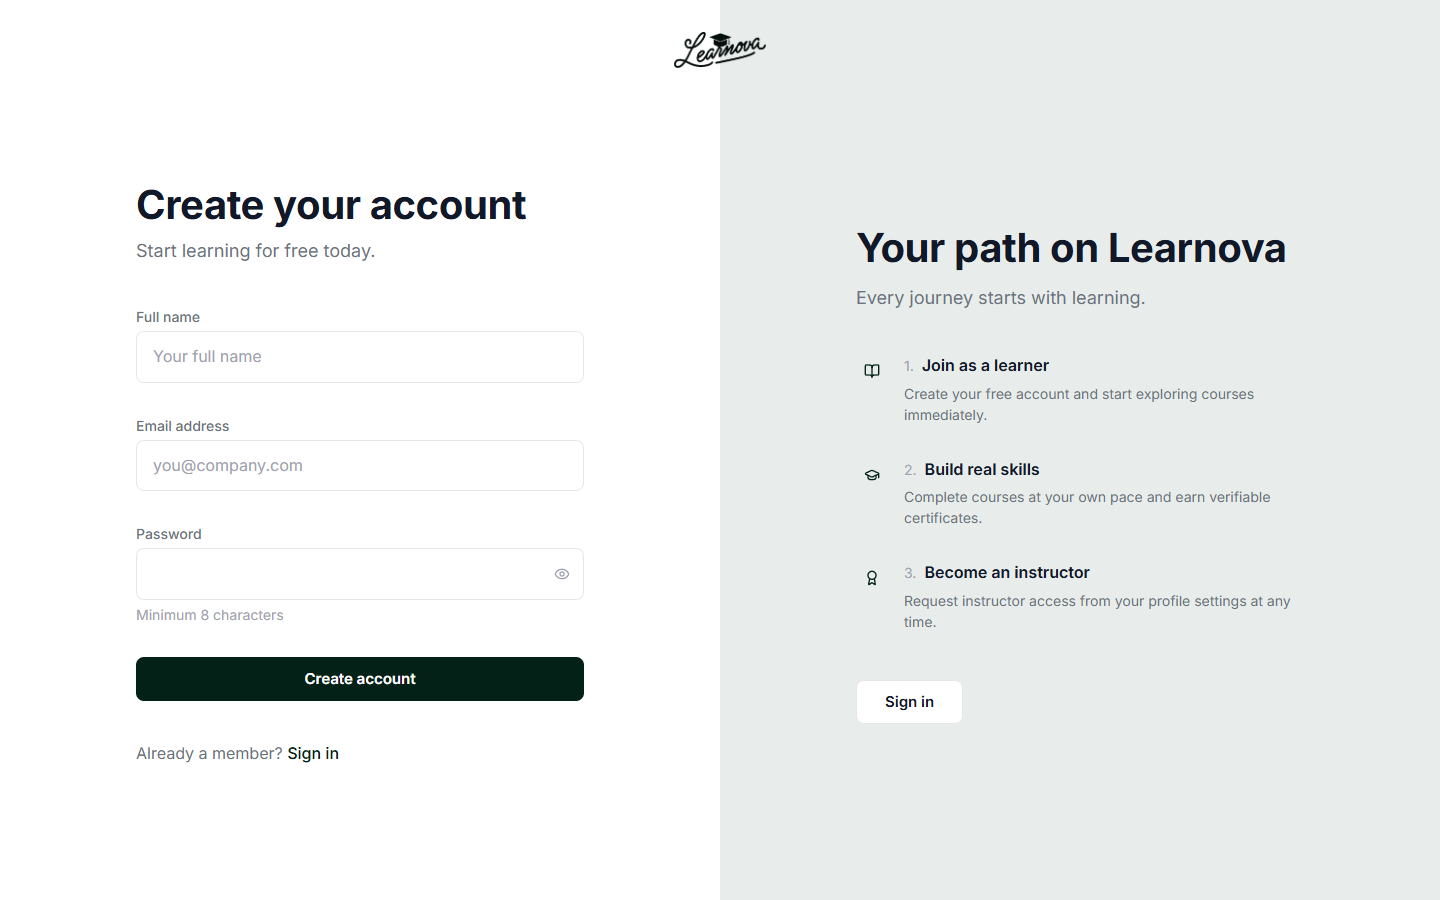 Learnova
Create your account
Start learning for free today.
Full name
Your full name
Email address
you@company.com
Password
Minimum 8 characters
Create account
Already a member? Sign in
Your path on Learnova
Every journey starts with learning.
1. Join as a learner
Create your free account and start exploring courses
immediately.
2. Build real skills
Complete courses at your own pace and earn verifiable
certificates.
3. Become an instructor
Request instructor access from your profile settings at any
time.
Sign in